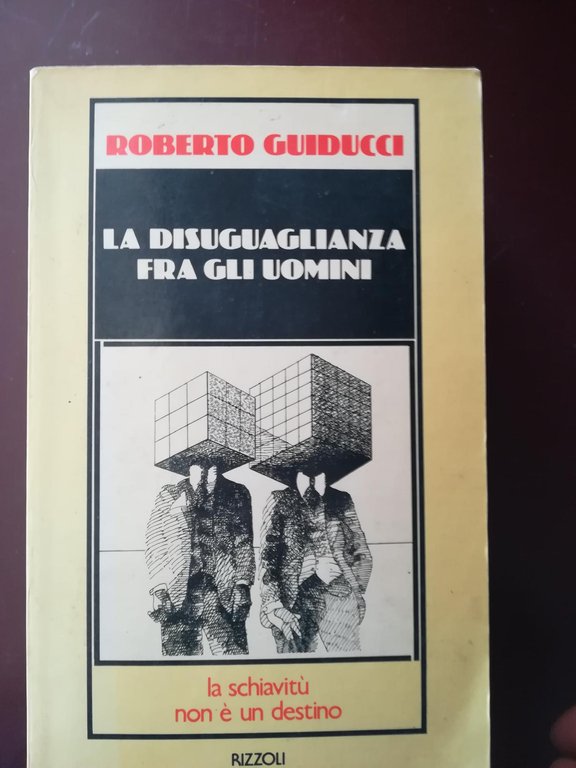 ROBERTO GUIDUCCI
LA DISUGUAGLIANZA
FRA GLI UOMINI
la schiavitù
non è un destino
RIZZOLI